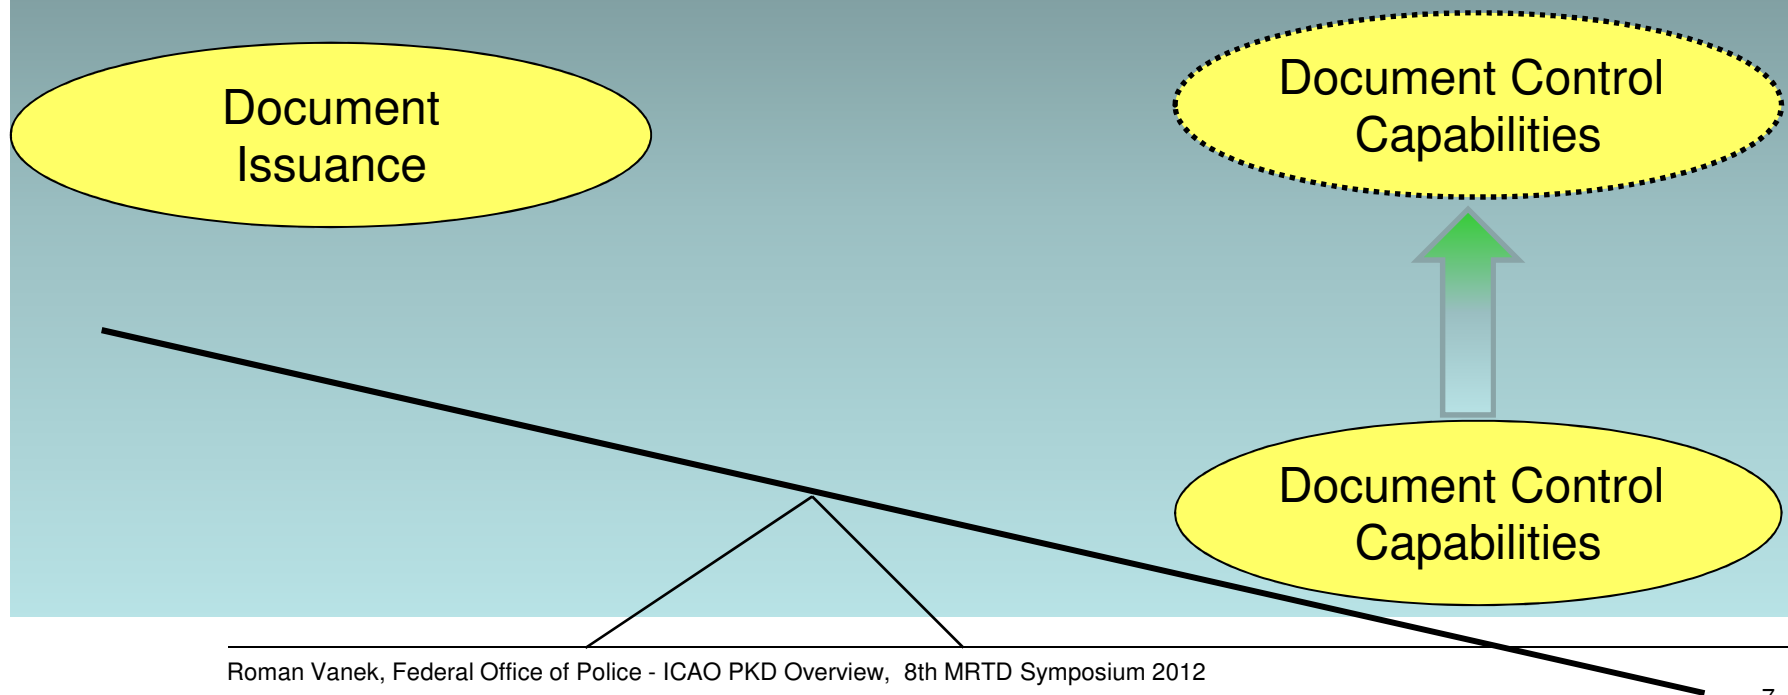 Document
Issuance
Document Control
Capabilities
Document Control
Capabilities
Roman Vanek, Federal Office of Police - ICAO PKD Overview, 8th MRTD Symposium 2012
7